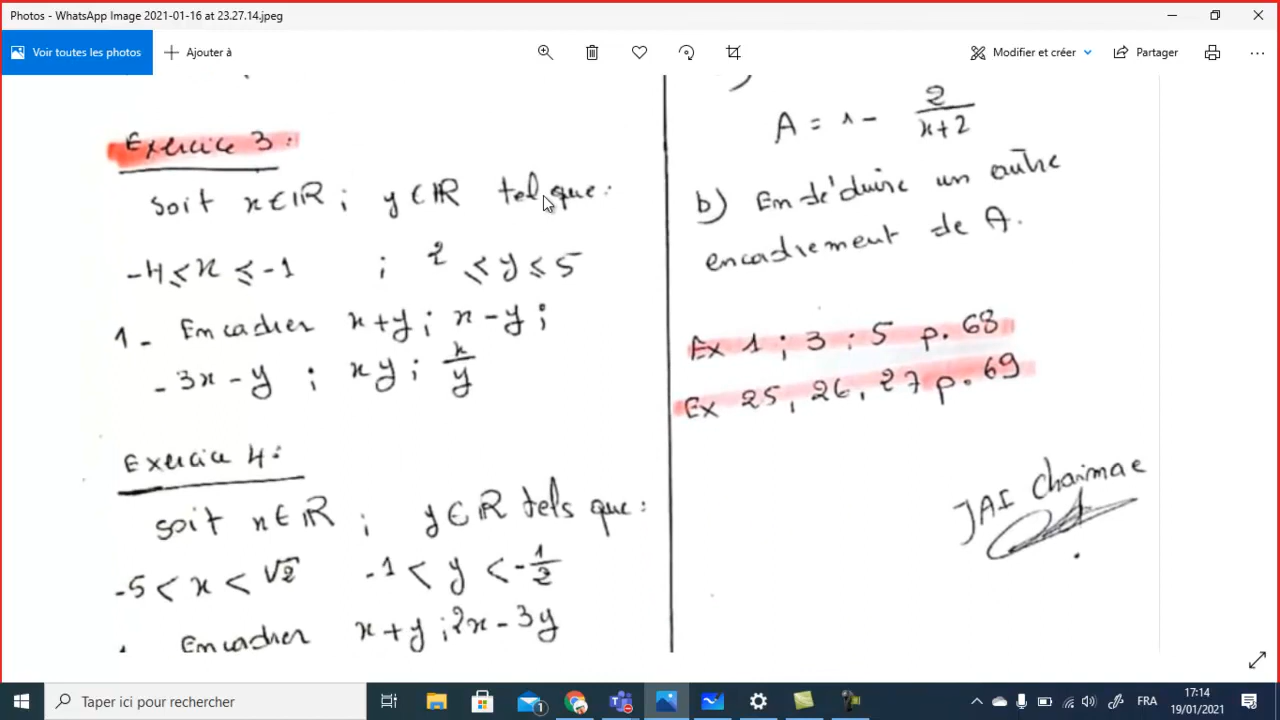 Photos - WhatsApp Image 2021-01-16 at 23.27.14.jpeg
Voir toutes les photos
Ajouter à
Modifier et créer
Partager
Exercice 3 :
soit x ∈ ℝ ; y ∈ ℝ tel que :
-4 ⩽ x ⩽ -1 ; 2 ⩽ y ⩽ 5
1 - Encadrer x+y ; x-y ;
-3x - y ; xy ; x/y
Exercice 4 :
soit x ∈ ℝ ; y ∈ ℝ tels que :
-5 < x < √2 -1 < y < -1/2
Encadrer x + y ; 2x - 3y
A = 1 - 2/(x+2)
b) En déduire un autre
encadrement de A.
Ex 1 ; 3 ; 5 p. 68
Ex 25, 26, 27 p. 69
JAI Chaimae
Taper ici pour rechercher
1
FRA
17:14
19/01/2021